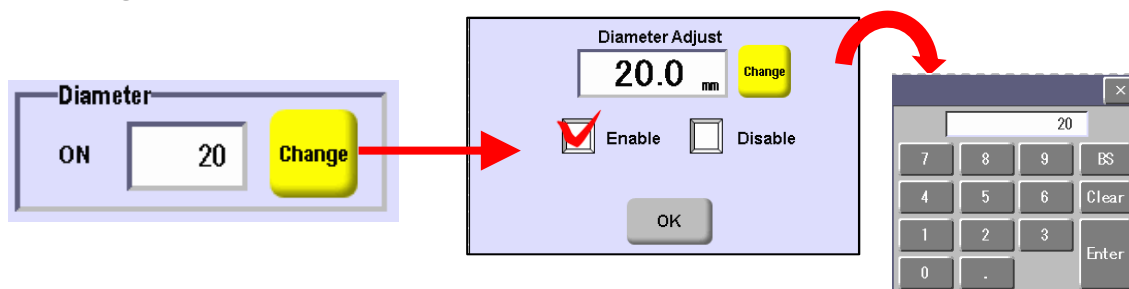 Diameter
ON 20 Change
Diameter Adjust
20.0 mm Change
Enable Disable
OK
×
20
7 8 9 BS
4 5 6 Clear
1 2 3
Enter
0 .